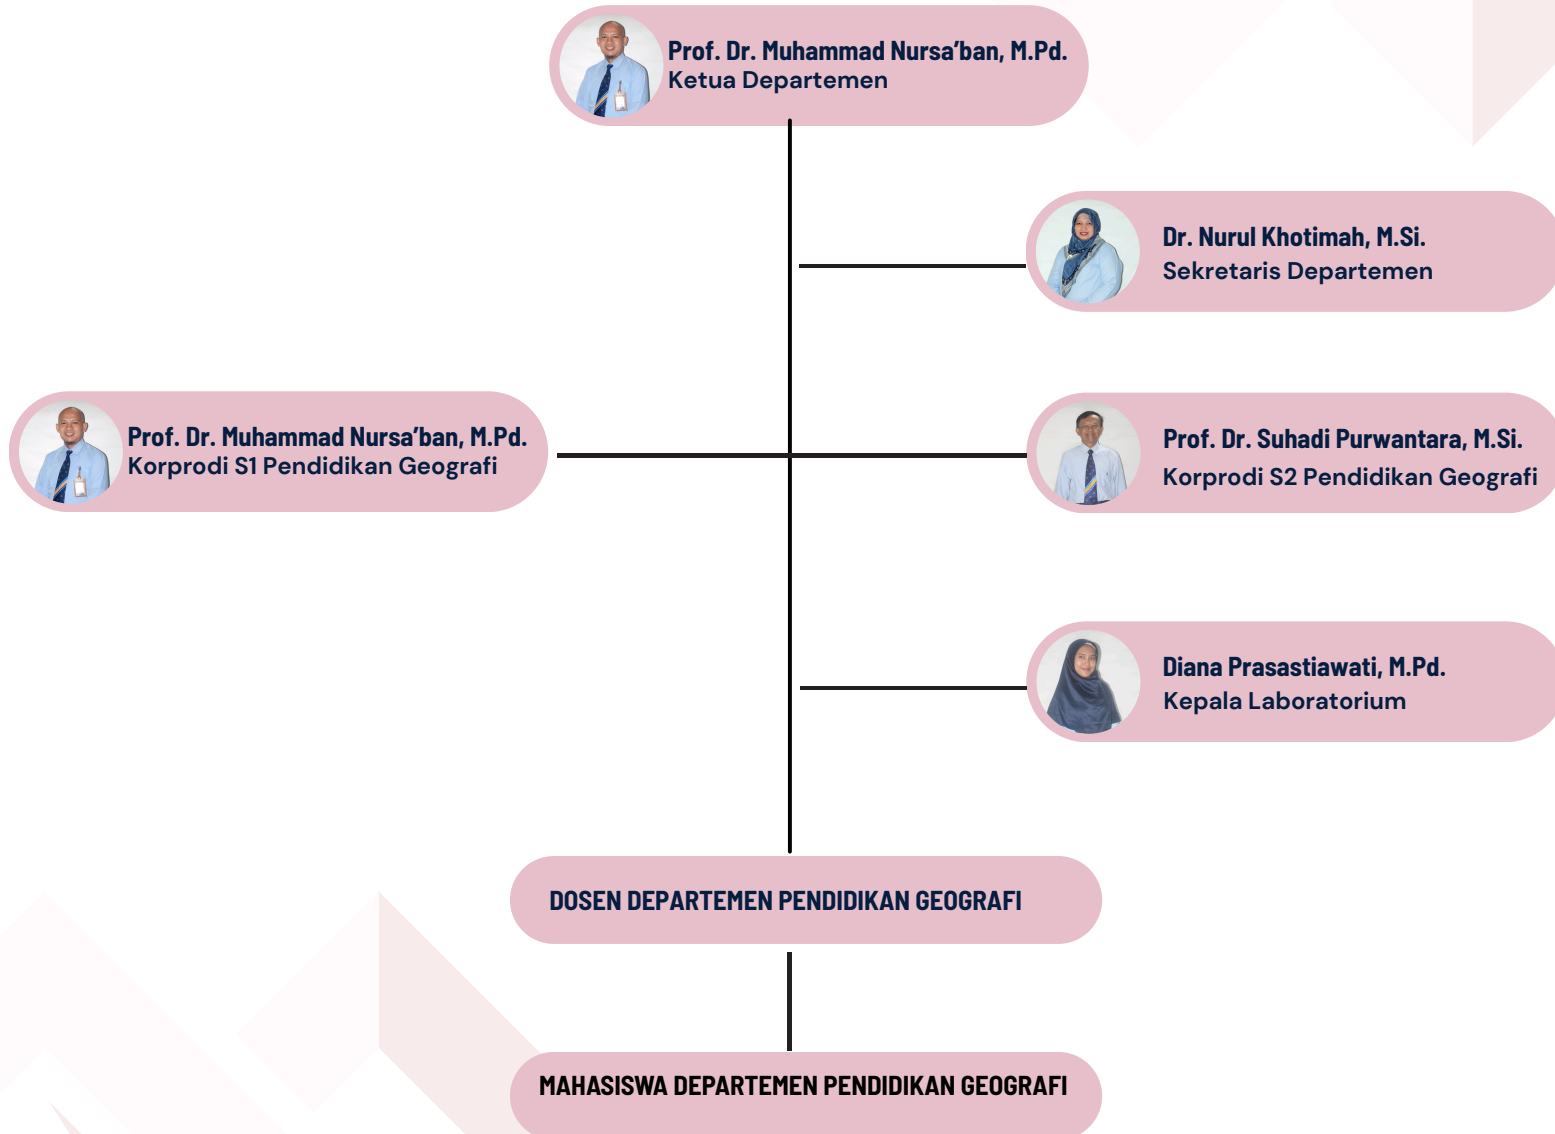 Prof. Dr. Muhammad Nursa’ban, M.Pd.
Ketua Departemen
Dr. Nurul Khotimah, M.Si.
Sekretaris Departemen
Prof. Dr. Muhammad Nursa’ban, M.Pd.
Korprodi S1 Pendidikan Geografi
Prof. Dr. Suhadi Purwantara, M.Si.
Korprodi S2 Pendidikan Geografi
Diana Prasastiawati, M.Pd.
Kepala Laboratorium
DOSEN DEPARTEMEN PENDIDIKAN GEOGRAFI
MAHASISWA DEPARTEMEN PENDIDIKAN GEOGRAFI